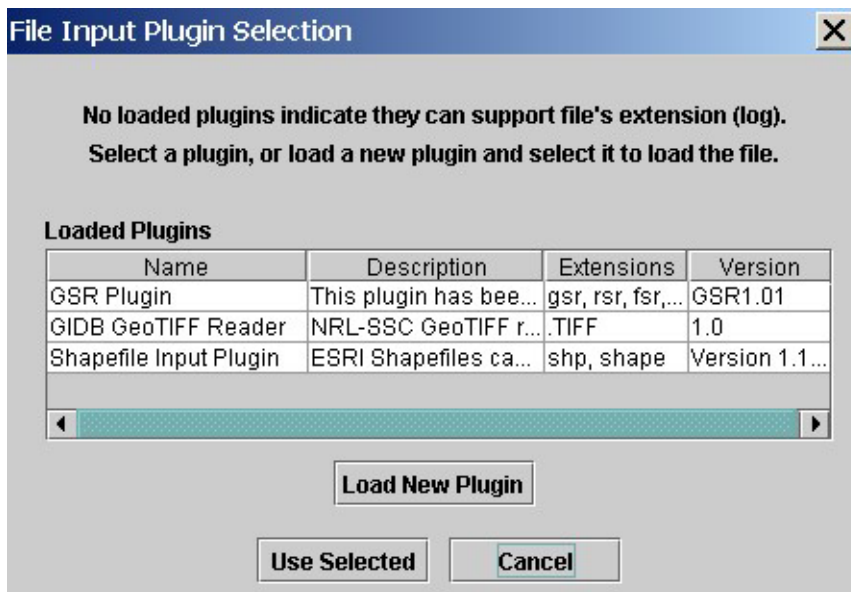 File Input Plugin Selection
No loaded plugins indicate they can support file's extension (log).
Select a plugin, or load a new plugin and select it to load the file.
Loaded Plugins
Name Description Extensions Version
GSR Plugin This plugin has bee... gsr, rsr, fsr,... GSR1.01
GIDB GeoTIFF Reader NRL-SSC GeoTIFF r... .TIFF 1.0
Shapefile Input Plugin ESRI Shapefiles ca... shp, shape Version 1.1...
Load New Plugin
Use Selected Cancel